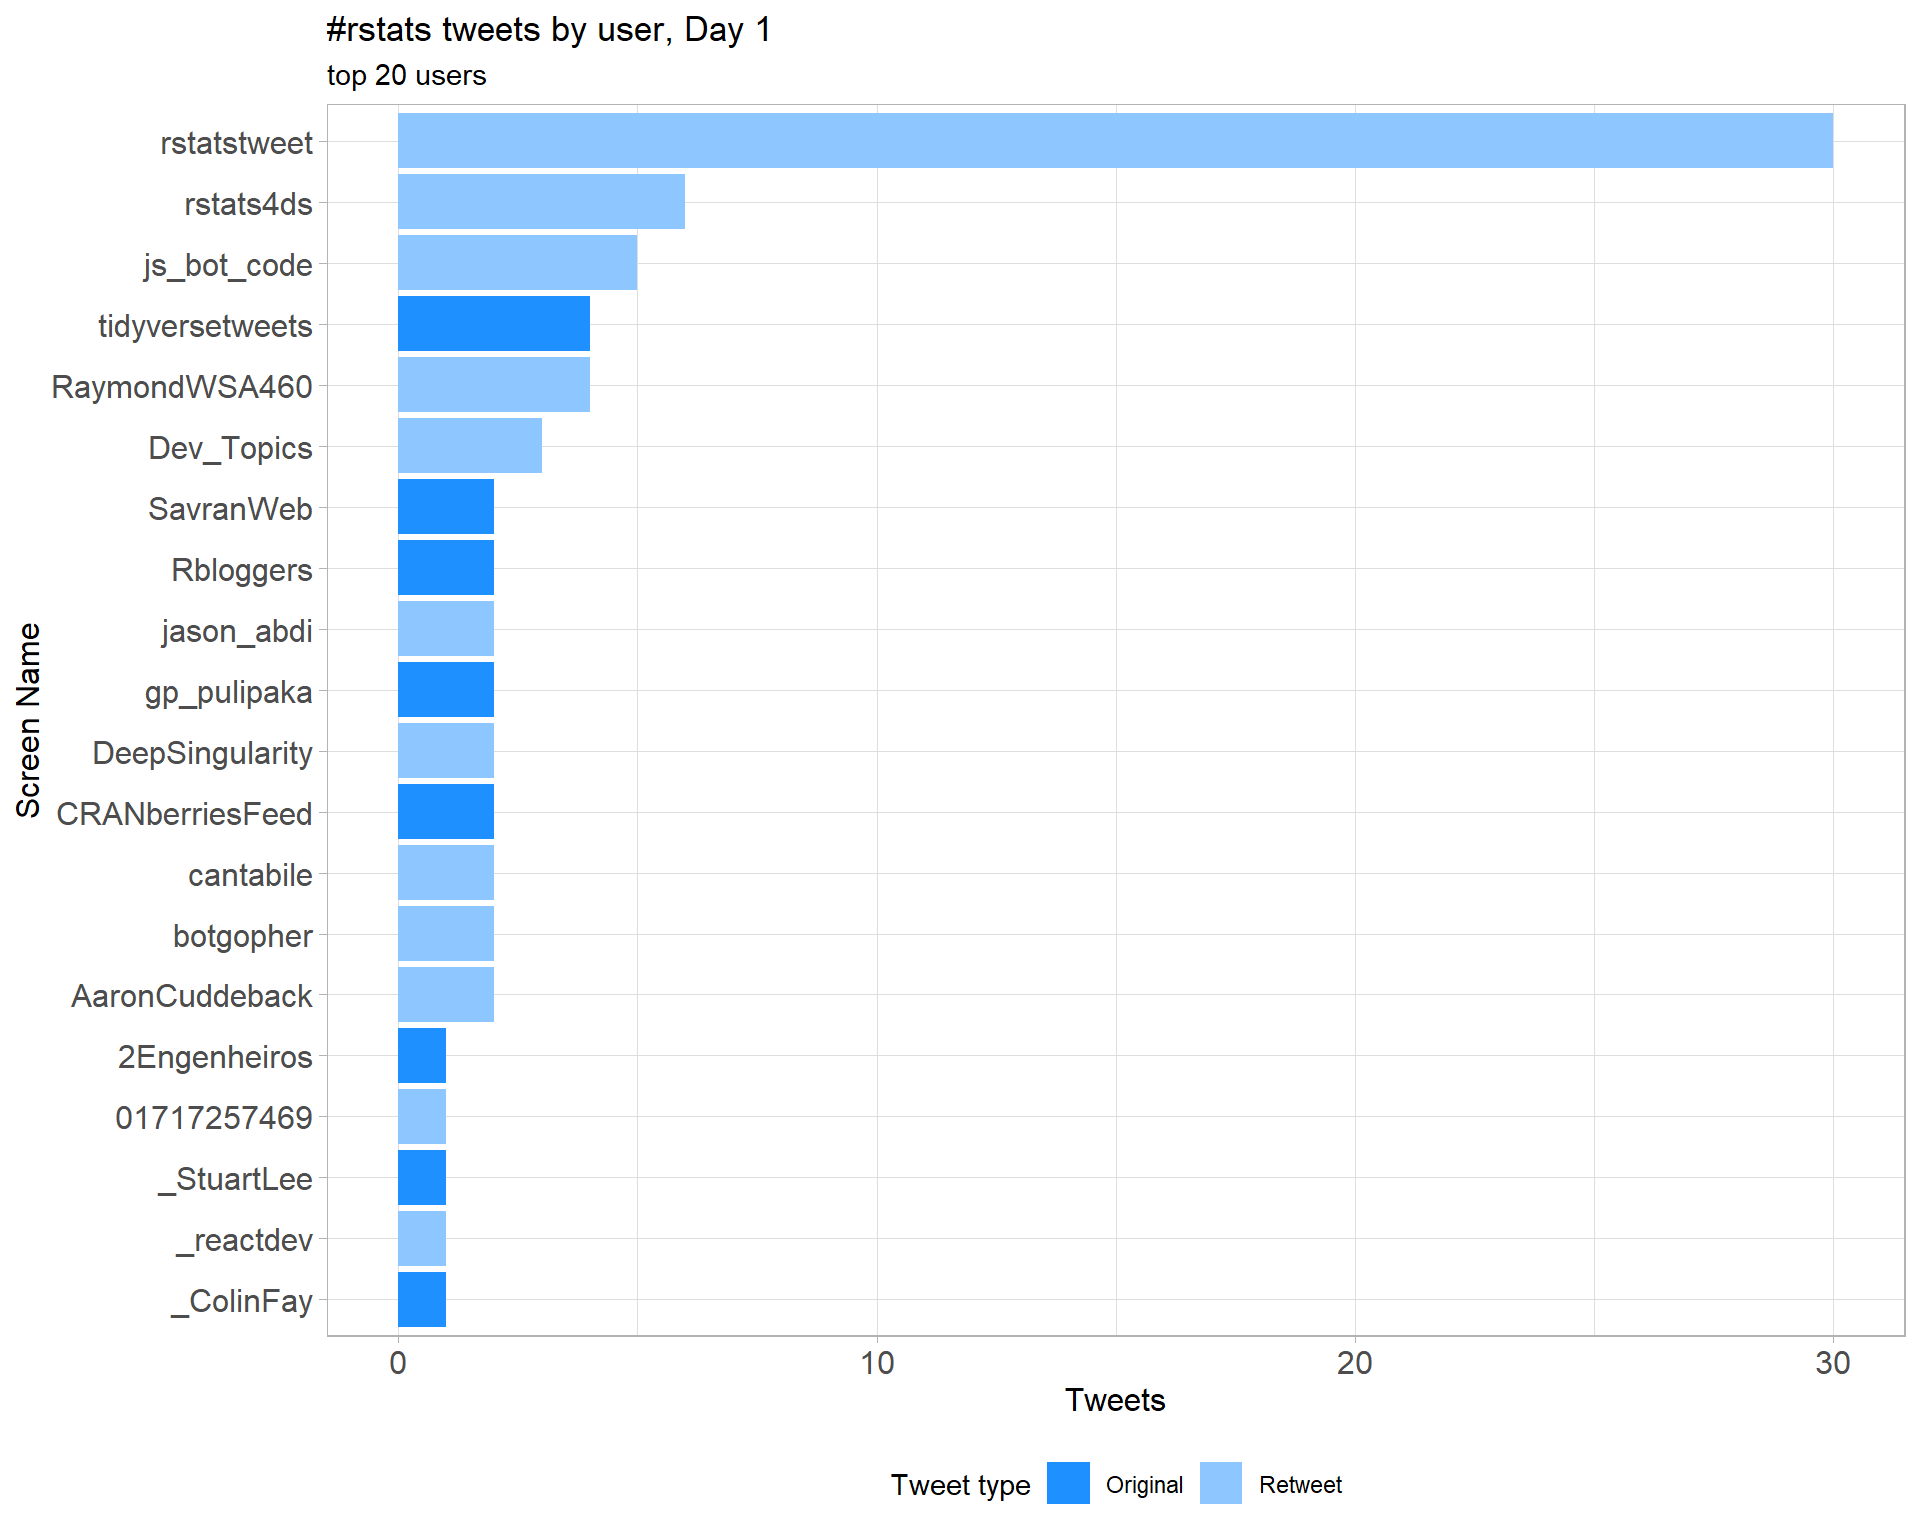 #rstats tweets by user, Day 1
top 20 users
rstatstweet
rstats4ds
js_bot_code
tidyversetweets
RaymondWSA460
Dev_Topics
SavranWeb
Rbloggers
jason_abdi
gp_pulipaka
DeepSingularity
CRANberriesFeed
cantabile
botgopher
AaronCuddeback
2Engenheiros
01717257469
_StuartLee
_reactdev
_ColinFay
Screen Name
0 10 20 30
Tweets
Tweet type Original Retweet